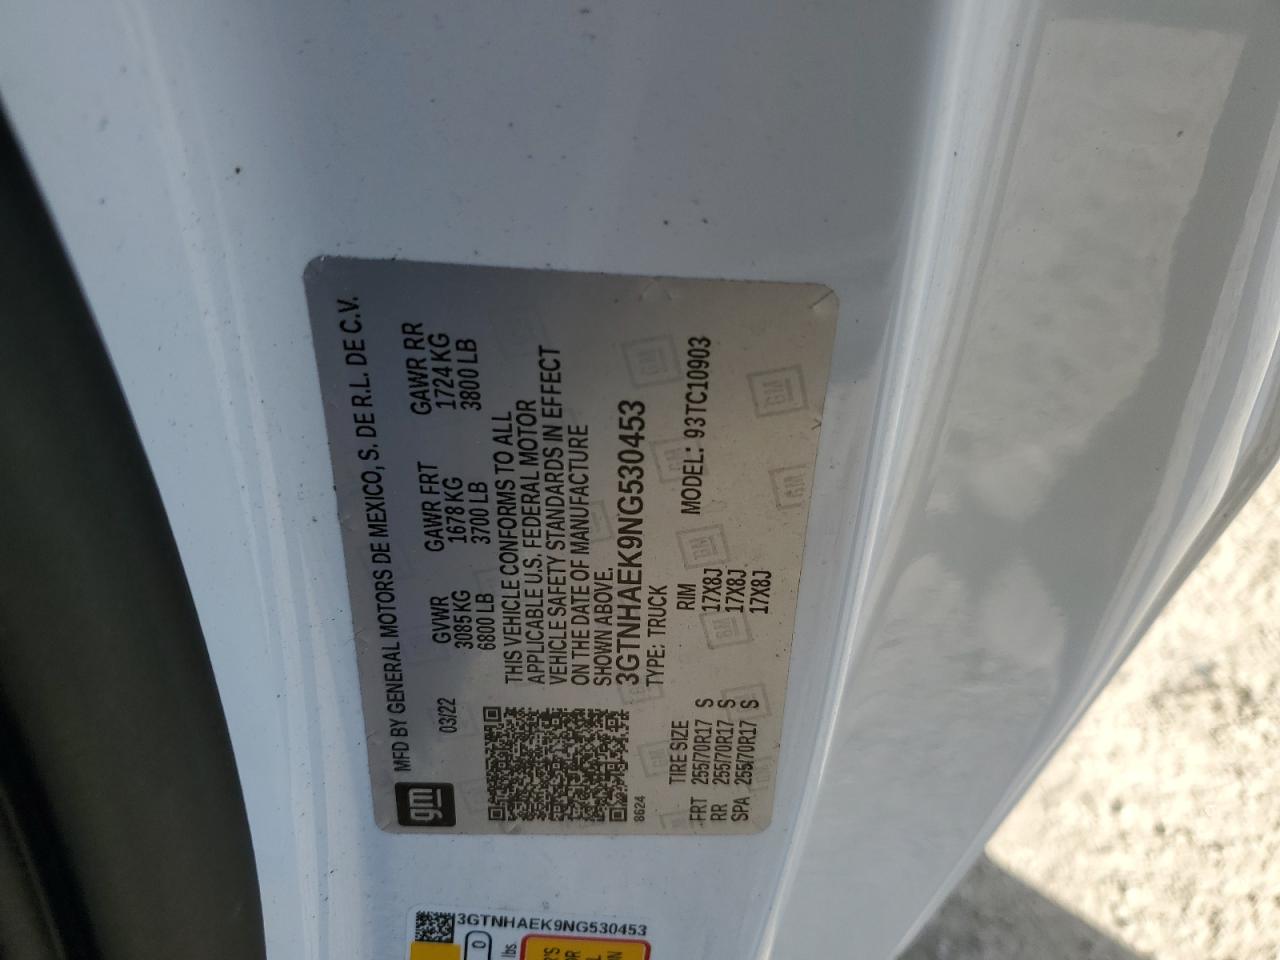 gm MFD BY GENERAL MOTORS DE MEXICO, S. DE R.L. DE C.V.
03/22 GVWR GAWR FRT GAWR RR
3085 KG 1678 KG 1724 KG
6800 LB 3700 LB 3800 LB
THIS VEHICLE CONFORMS TO ALL
APPLICABLE U.S. FEDERAL MOTOR
VEHICLE SAFETY STANDARDS IN EFFECT
ON THE DATE OF MANUFACTURE
SHOWN ABOVE.
3GTNHAEK9NG530453
8624 TYPE: TRUCK
TIRE SIZE RIM MODEL: 93TC10903
FRT 255/70R17 S 17X8J
RR 255/70R17 S 17X8J
SPA 255/70R17 S 17X8J
3GTNHAEK9NG530453
0
lbs.